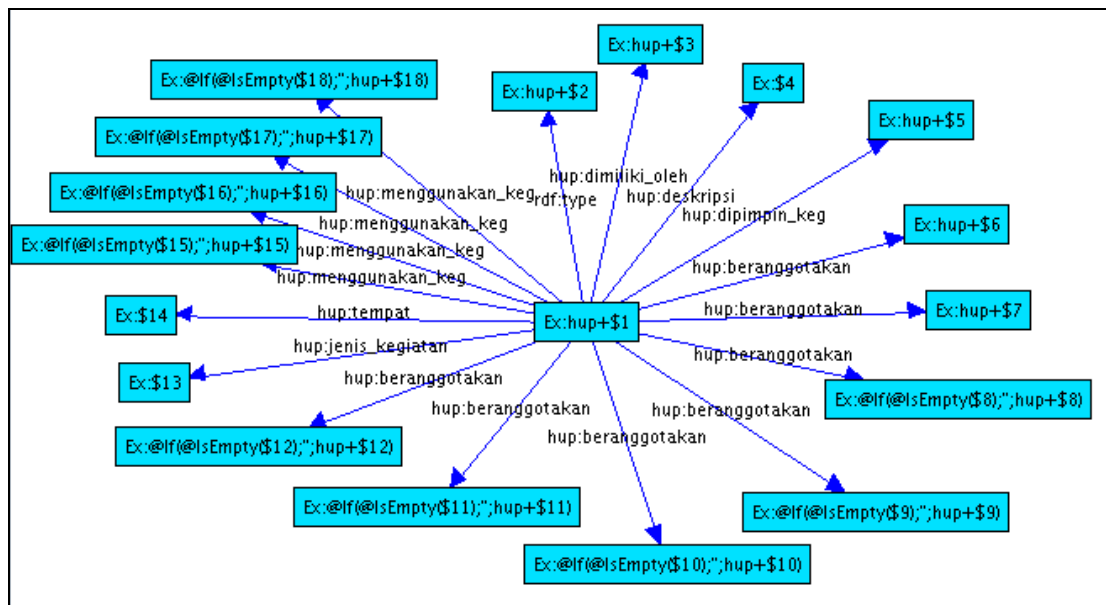 Ex:hup+$3
Ex:@If(@IsEmpty($18);'';hup+$18)
Ex:hup+$2
Ex:$4
Ex:hup+$5
Ex:@If(@IsEmpty($17);'';hup+$17)
hup:dimiliki_oleh
Ex:@If(@IsEmpty($16);'';hup+$16)
hup:menggunakan_keg
rdf:type
hup:deskripsi
hup:menggunakan_keg
hup:dipimpin_keg
Ex:hup+$6
Ex:@If(@IsEmpty($15);'';hup+$15)
hup:menggunakan_keg
hup:beranggotakan
hup:menggunakan_keg
Ex:$14
hup:tempat
Ex:hup+$1
hup:beranggotakan
Ex:hup+$7
hup:jenis_kegiatan
hup:beranggotakan
Ex:$13
hup:beranggotakan
Ex:@If(@IsEmpty($8);'';hup+$8)
hup:beranggotakan
hup:beranggotakan
Ex:@If(@IsEmpty($12);'';hup+$12)
hup:beranggotakan
Ex:@If(@IsEmpty($11);'';hup+$11)
Ex:@If(@IsEmpty($9);'';hup+$9)
Ex:@If(@IsEmpty($10);'';hup+$10)